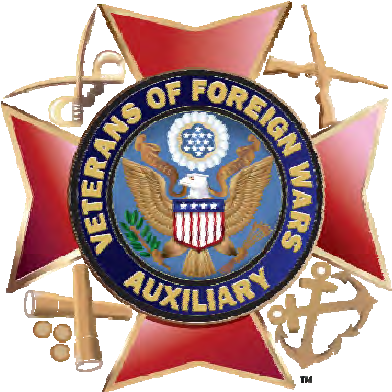 VETERANS OF FOREIGN WARS
AUXILIARY
TM